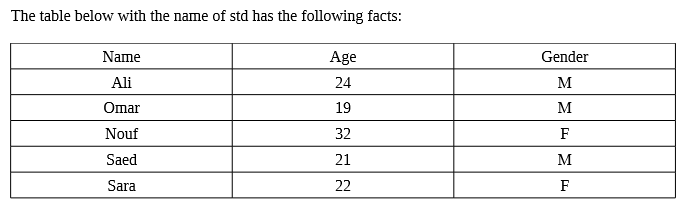 The table below with the name of std has the following facts:
Name Age Gender
Ali 24 M
Omar 19 M
Nouf 32 F
Saed 21 M
Sara 22 F